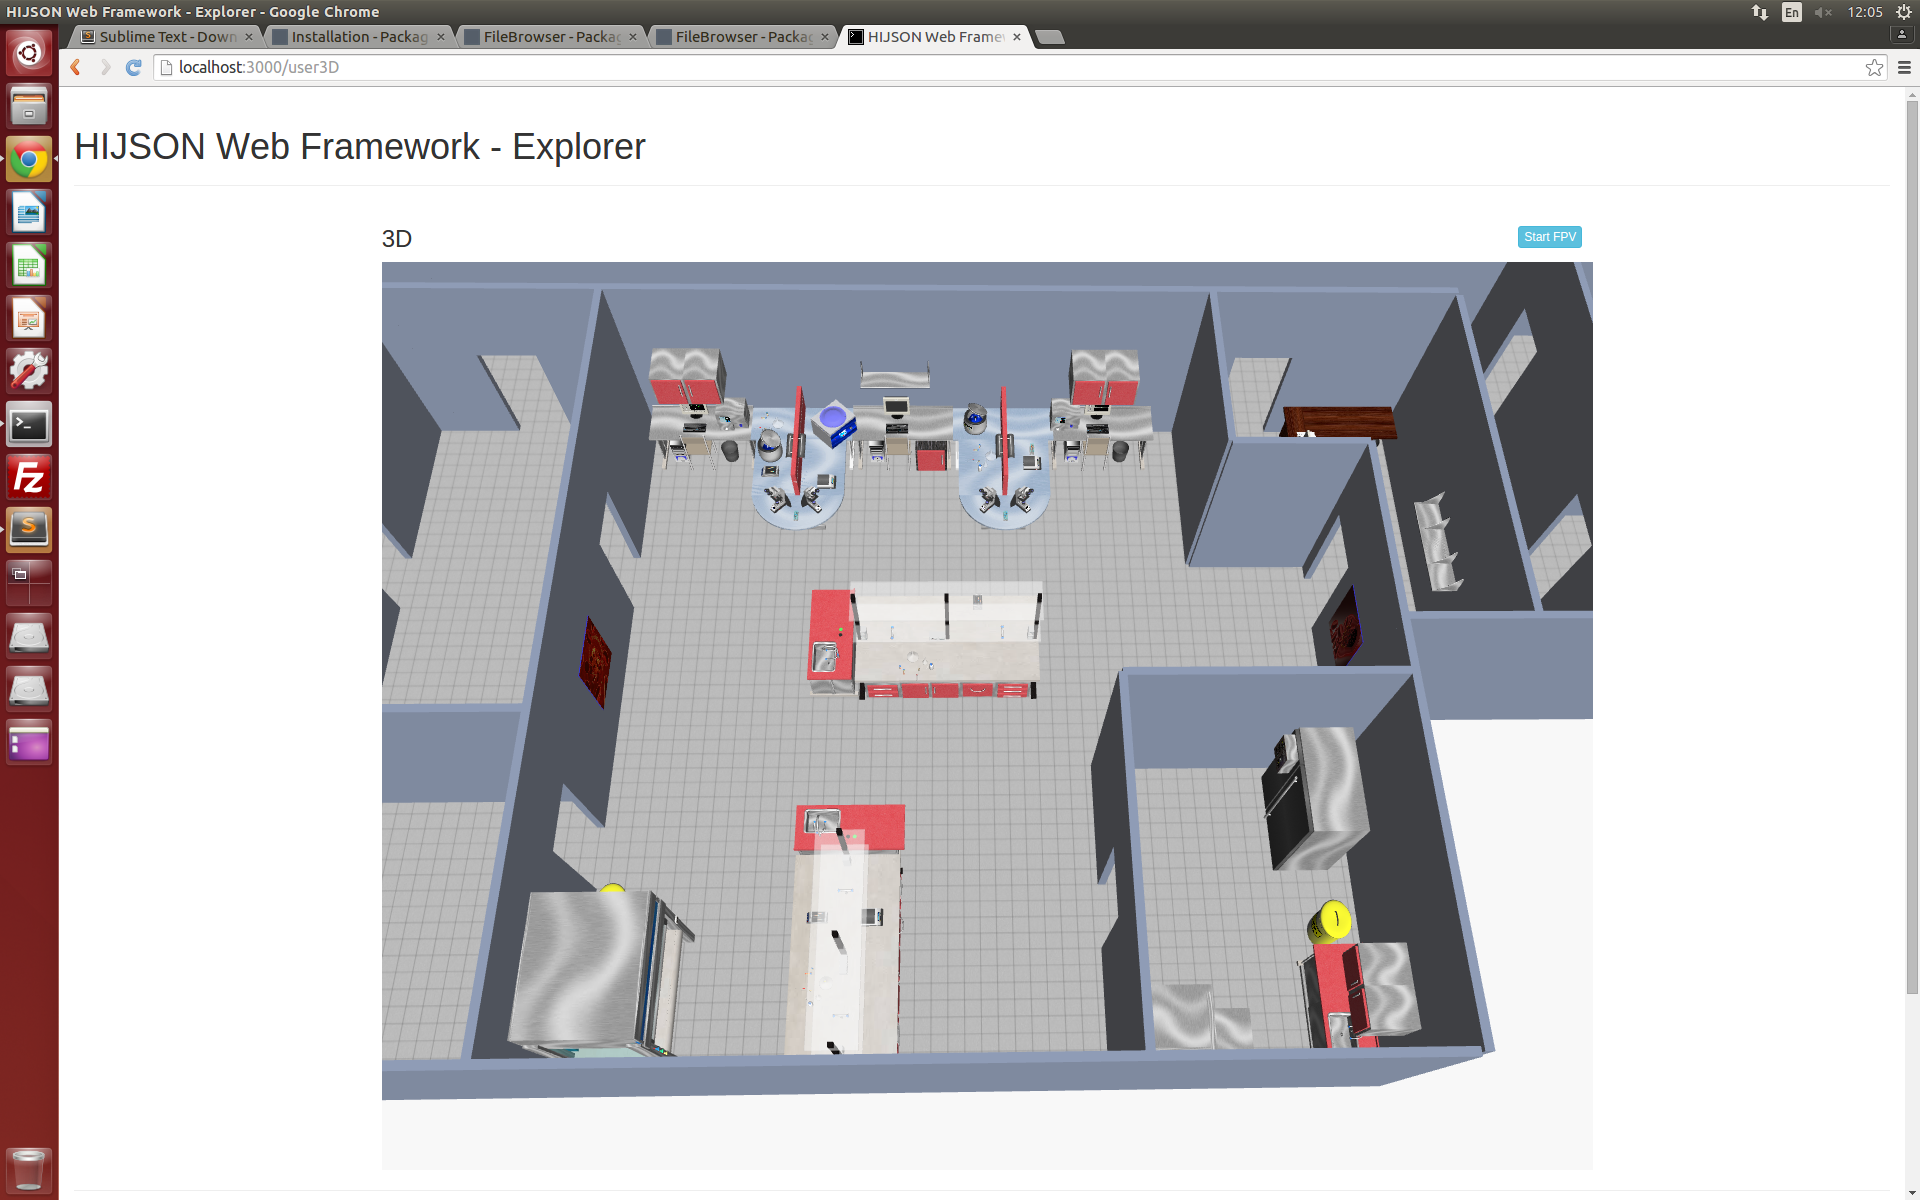 HIJSON Web Framework - Explorer - Google Chrome
En
12:05
Sublime Text - Down
Installation - Packag
FileBrowser - Packag
FileBrowser - Packag
HIJSON Web Frame
localhost:3000/user3D
HIJSON Web Framework - Explorer
3D
Start FPV